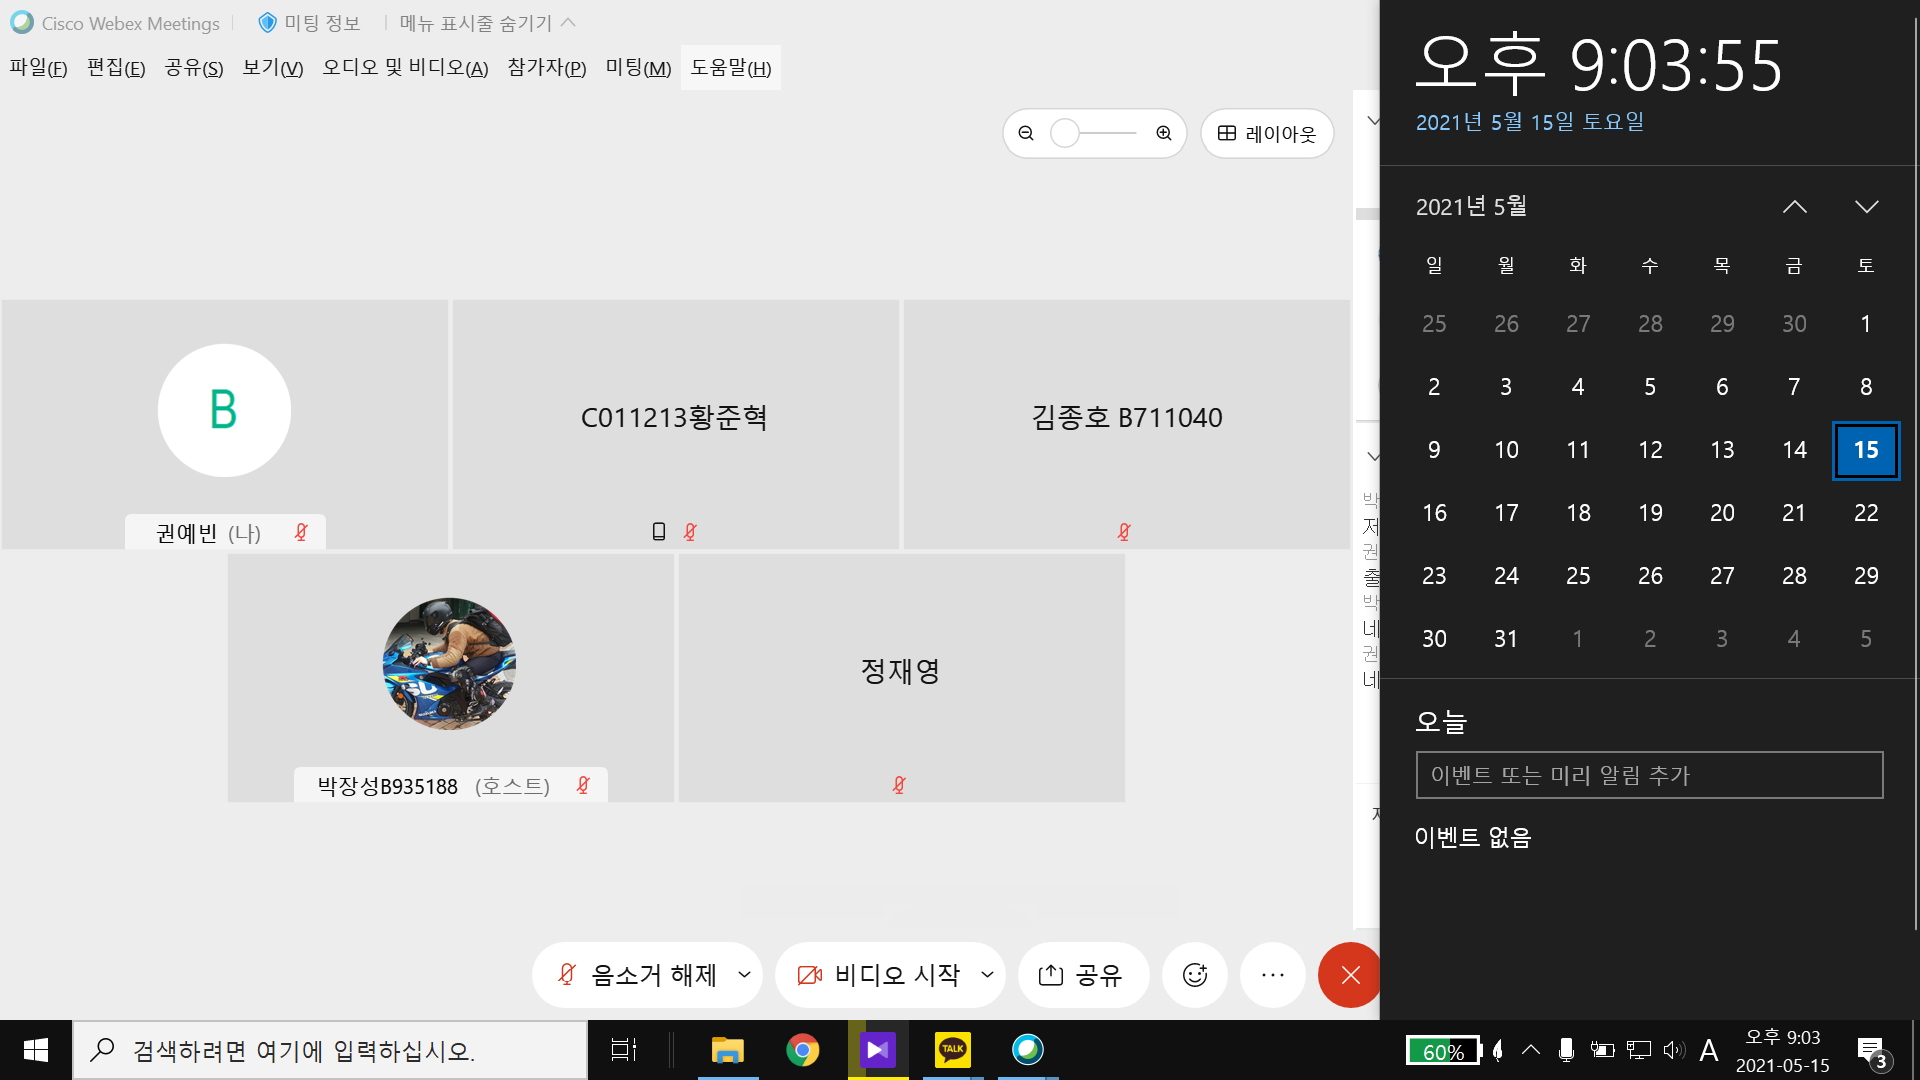 Cisco Webex Meetings
미팅 정보
메뉴 표시줄 숨기기
파일(F) 편집(E) 공유(S) 보기(V) 오디오 및 비디오(A) 참가자(P) 미팅(M) 도움말(H)
레이아웃
B
권예빈 (나)
C011213황준혁
김종호 B711040
박장성B935188 (호스트)
정재영
박
저
권
출
박
네
권
네
음소거 해제
비디오 시작
공유
오후 9:03:55
2021년 5월 15일 토요일
2021년 5월
일 월 화 수 목 금 토
25 26 27 28 29 30 1
2 3 4 5 6 7 8
9 10 11 12 13 14 15
16 17 18 19 20 21 22
23 24 25 26 27 28 29
30 31 1 2 3 4 5
오늘
이벤트 또는 미리 알림 추가
이벤트 없음
검색하려면 여기에 입력하십시오.
TALK
60%
A
오후 9:03
2021-05-15
3